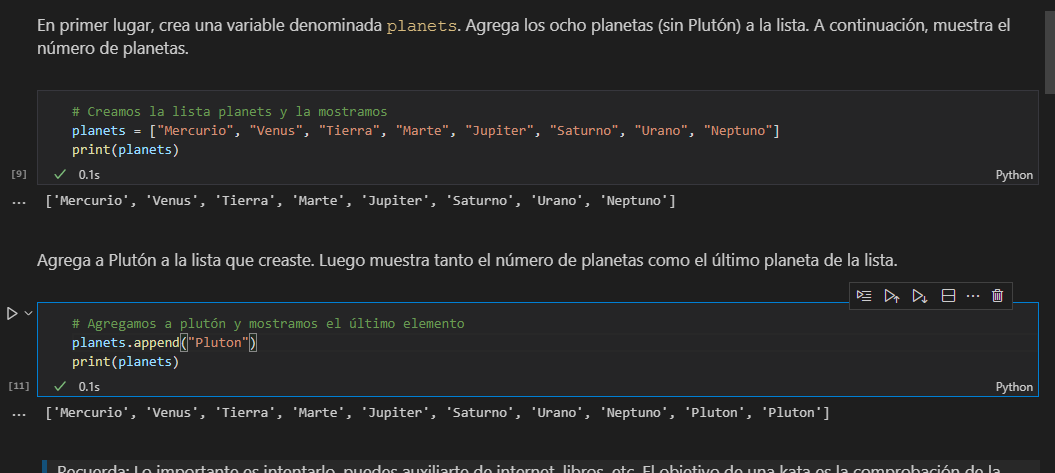 En primer lugar, crea una variable denominada planets. Agrega los ocho planetas (sin Plutón) a la lista. A continuación, muestra el
número de planetas.
# Creamos la lista planets y la mostramos
planets = ["Mercurio", "Venus", "Tierra", "Marte", "Jupiter", "Saturno", "Urano", "Neptuno"]
print(planets)
[9] 0.1s Python
... ['Mercurio', 'Venus', 'Tierra', 'Marte', 'Jupiter', 'Saturno', 'Urano', 'Neptuno']
Agrega a Plutón a la lista que creaste. Luego muestra tanto el número de planetas como el último planeta de la lista.
# Agregamos a plutón y mostramos el último elemento
planets.append("Pluton")
print(planets)
[11] 0.1s Python
... ['Mercurio', 'Venus', 'Tierra', 'Marte', 'Jupiter', 'Saturno', 'Urano', 'Neptuno', 'Pluton', 'Pluton']
Recuerda: Lo importante es intentarlo, puedes auxiliarte de internet, libros, etc. El objetivo de una kata es la comprobación de la